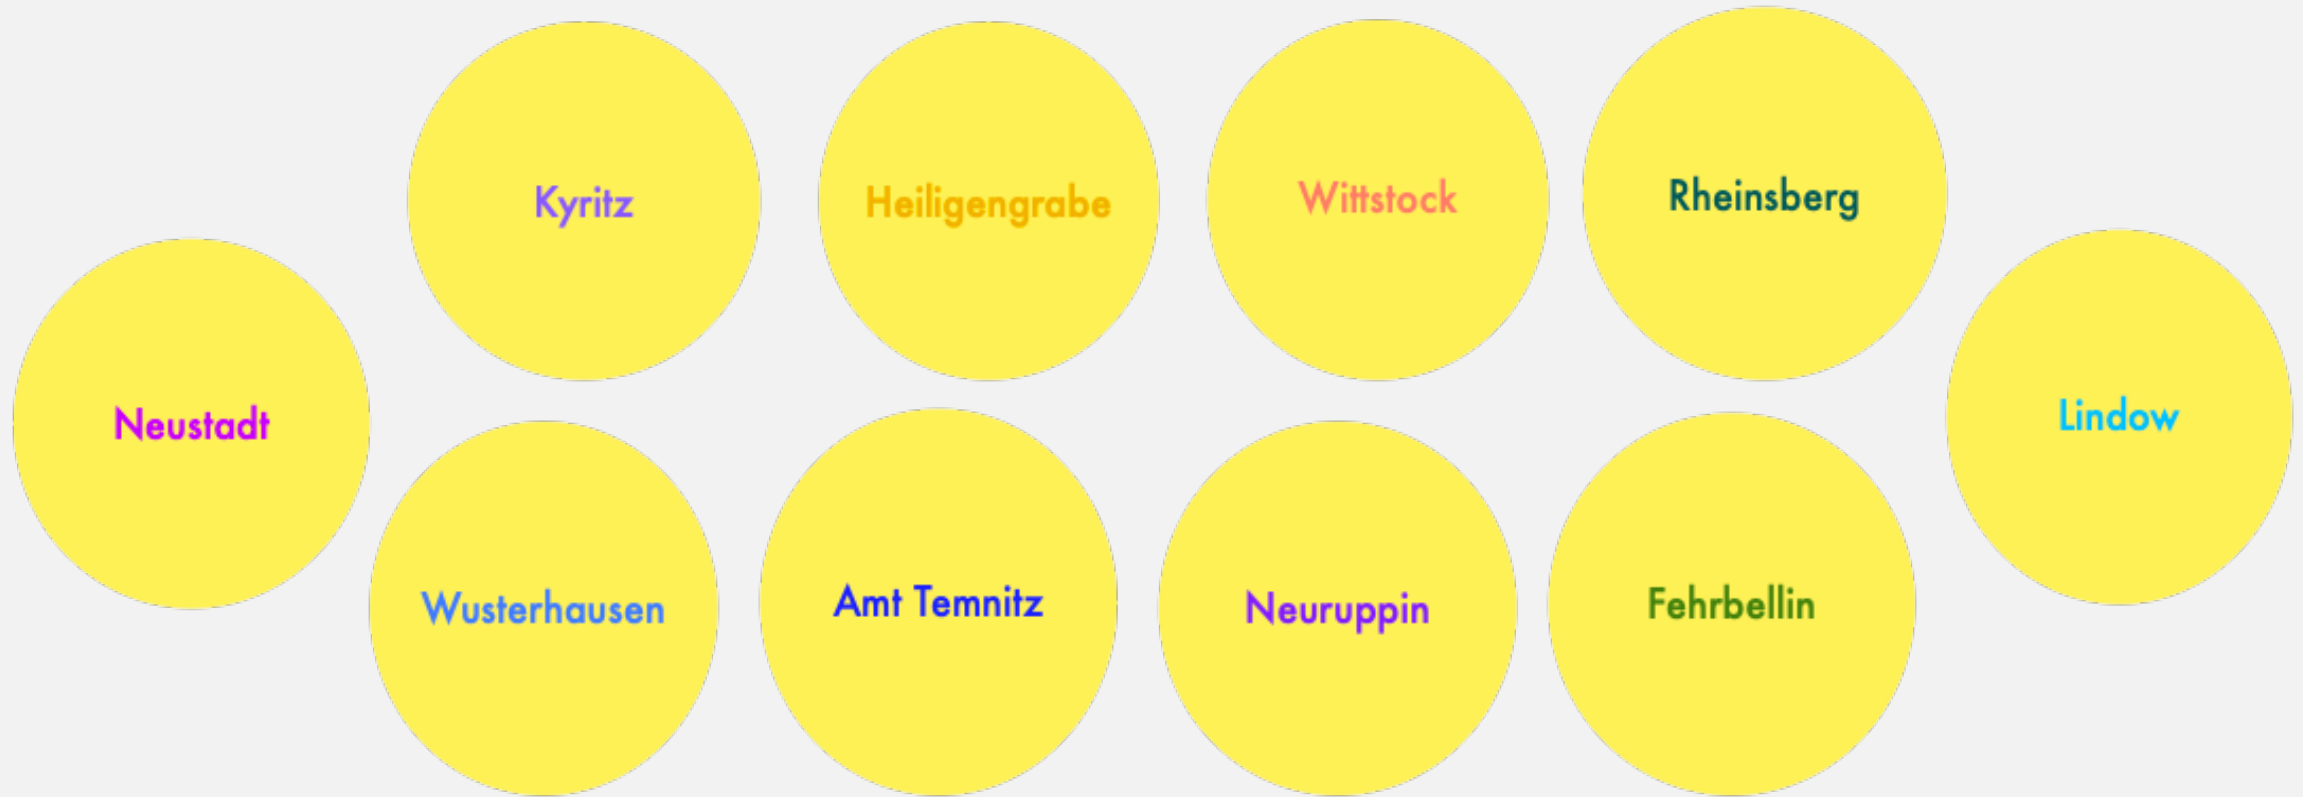 Kyritz
Heiligengrabe
Wittstock
Rheinsberg
Neustadt
Lindow
Wusterhausen
Amt Temnitz
Neuruppin
Fehrbellin